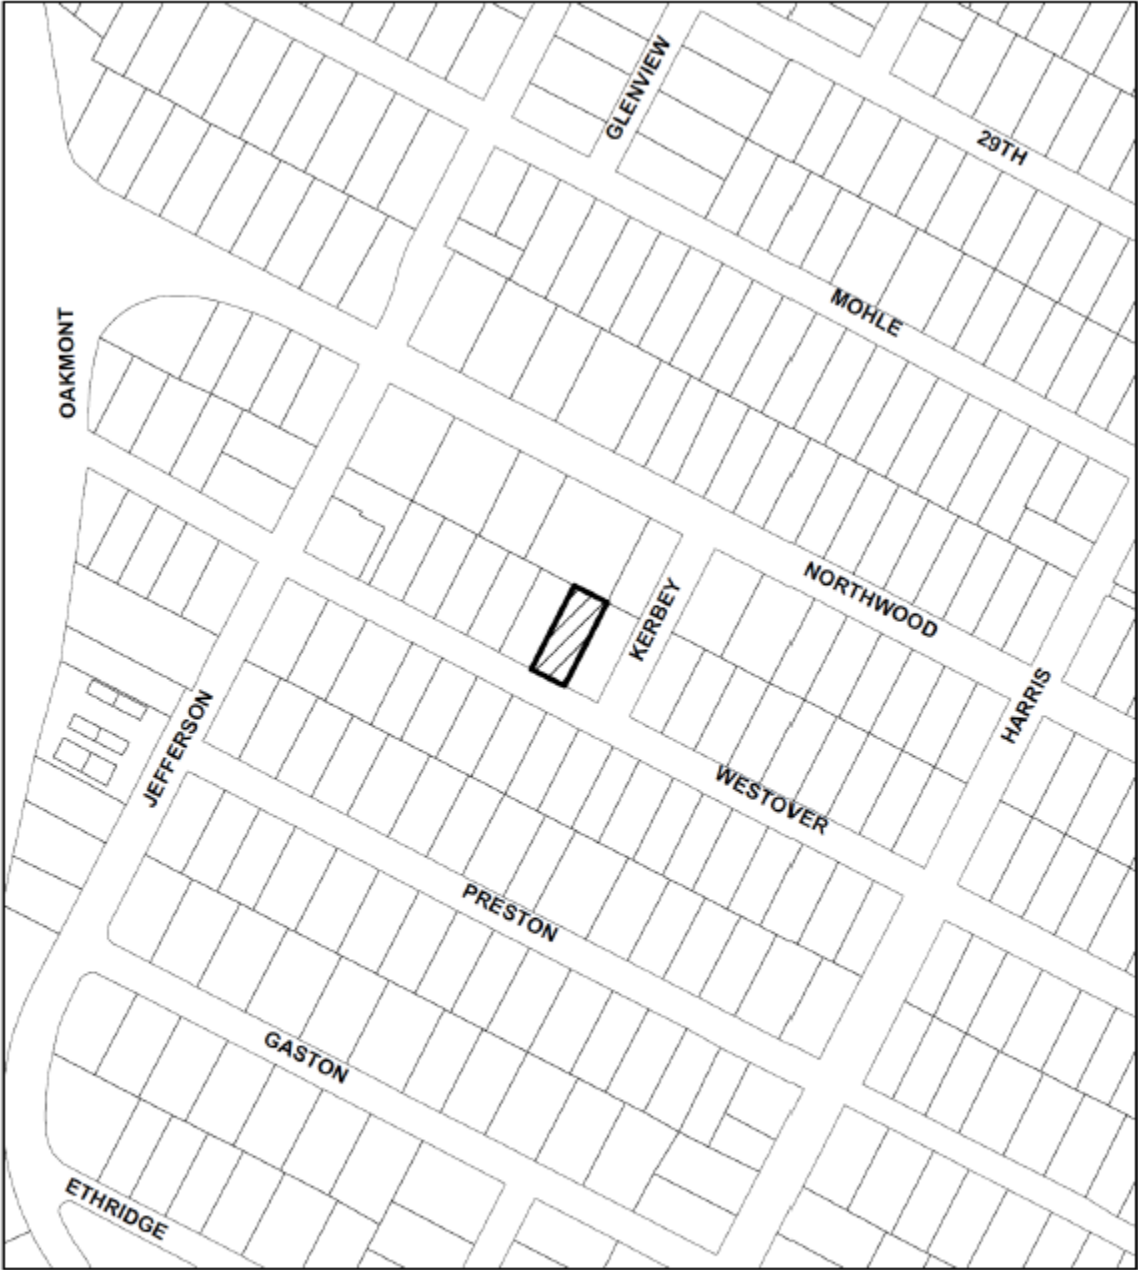 GLENVIEW
29TH
MOHLE
OAKMONT
NORTHWOOD
KERBEY
HARRIS
JEFFERSON
WESTOVER
PRESTON
GASTON
ETHRIDGE